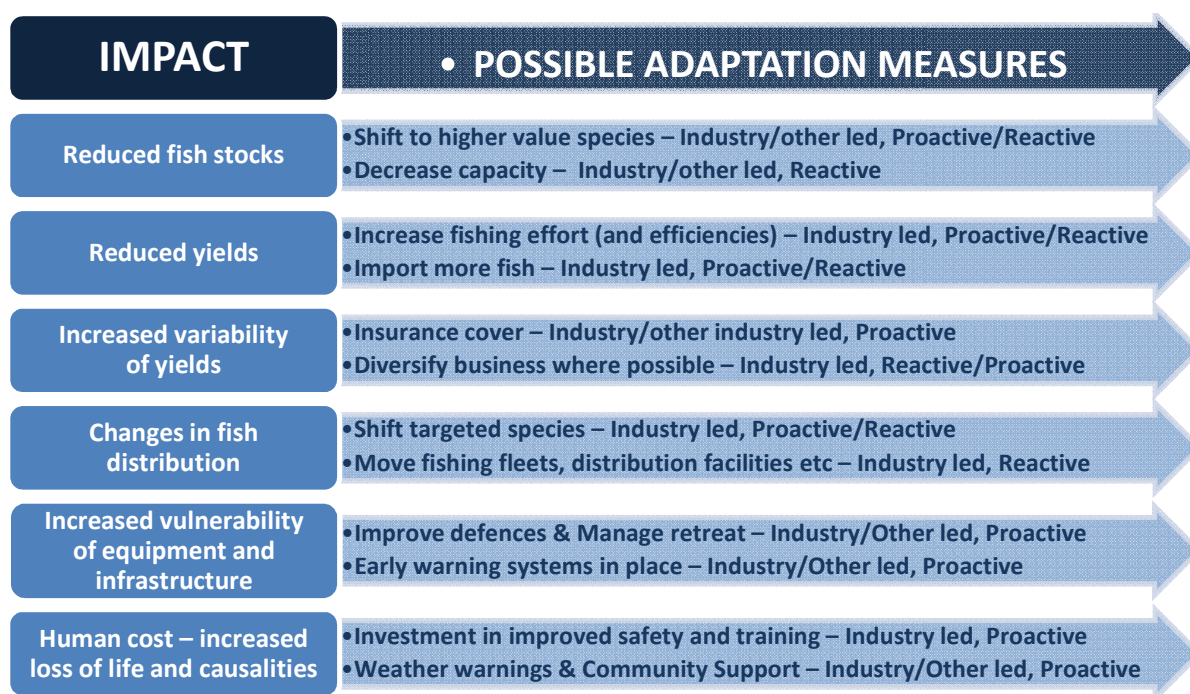 IMPACT
• POSSIBLE ADAPTATION MEASURES
Reduced fish stocks
•Shift to higher value species – Industry/other led, Proactive/Reactive
•Decrease capacity – Industry/other led, Reactive
Reduced yields
•Increase fishing effort (and efficiencies) – Industry led, Proactive/Reactive
•Import more fish – Industry led, Proactive/Reactive
Increased variability
of yields
•Insurance cover – Industry/other industry led, Proactive
•Diversify business where possible – Industry led, Reactive/Proactive
Changes in fish
distribution
•Shift targeted species – Industry led, Proactive/Reactive
•Move fishing fleets, distribution facilities etc – Industry led, Reactive
Increased vulnerability
of equipment and
infrastructure
•Improve defences & Manage retreat – Industry/Other led, Proactive
•Early warning systems in place – Industry/Other led, Proactive
Human cost – increased
loss of life and causalities
•Investment in improved safety and training – Industry led, Proactive
•Weather warnings & Community Support – Industry/Other led, Proactive